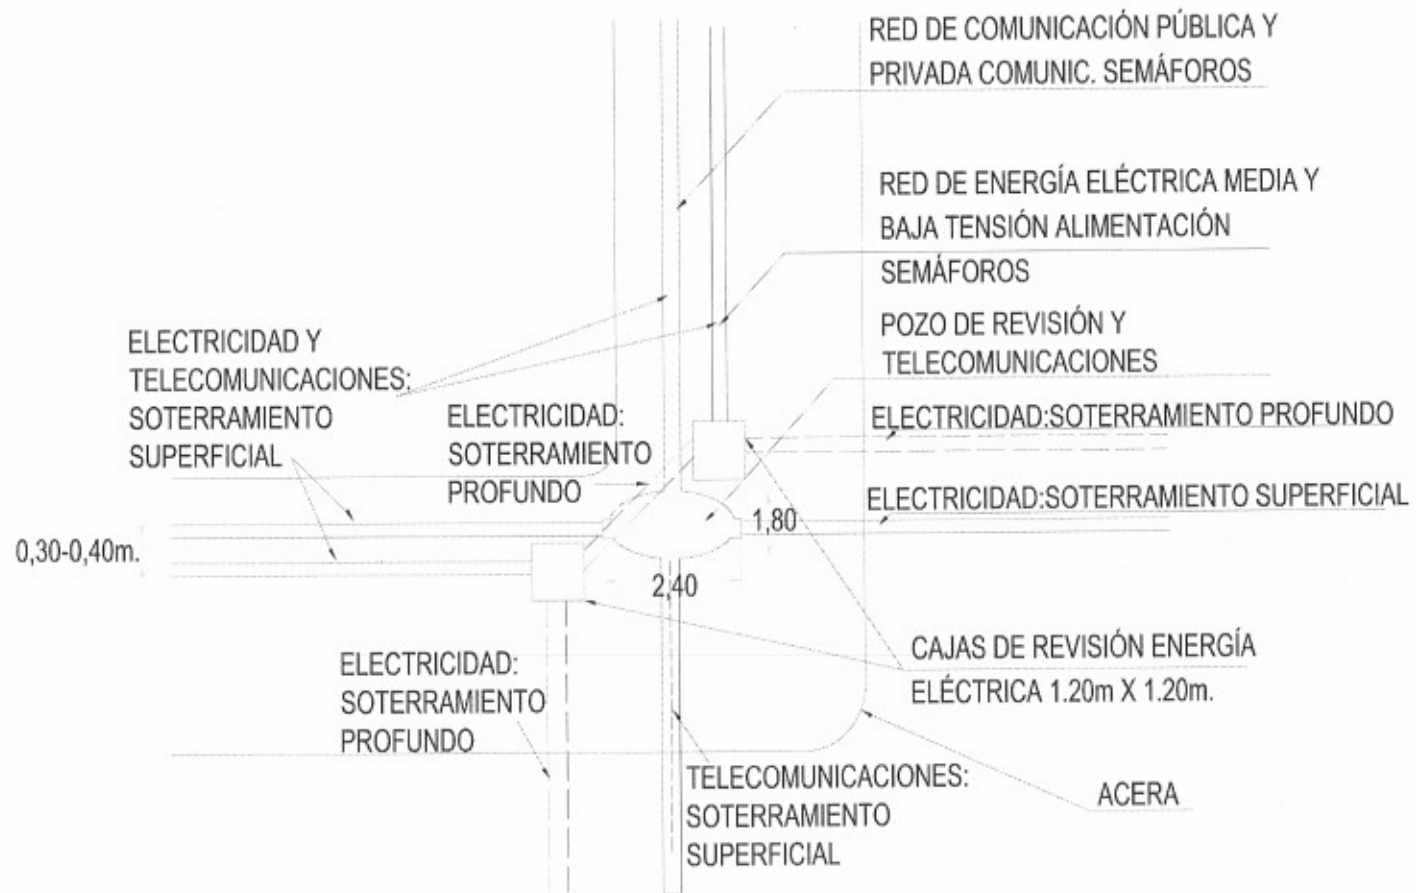 RED DE COMUNICACIÓN PÚBLICA Y
PRIVADA COMUNIC. SEMÁFOROS
RED DE ENERGÍA ELÉCTRICA MEDIA Y
BAJA TENSIÓN ALIMENTACIÓN
SEMÁFOROS
POZO DE REVISIÓN Y
TELECOMUNICACIONES
ELECTRICIDAD Y
TELECOMUNICACIONES:
SOTERRAMIENTO
SUPERFICIAL
ELECTRICIDAD:
SOTERRAMIENTO
PROFUNDO
ELECTRICIDAD:SOTERRAMIENTO PROFUNDO
ELECTRICIDAD:SOTERRAMIENTO SUPERFICIAL
1,80
0,30-0,40m.
2,40
CAJAS DE REVISIÓN ENERGÍA
ELÉCTRICA 1.20m X 1.20m.
ELECTRICIDAD:
SOTERRAMIENTO
PROFUNDO
TELECOMUNICACIONES:
SOTERRAMIENTO
SUPERFICIAL
ACERA